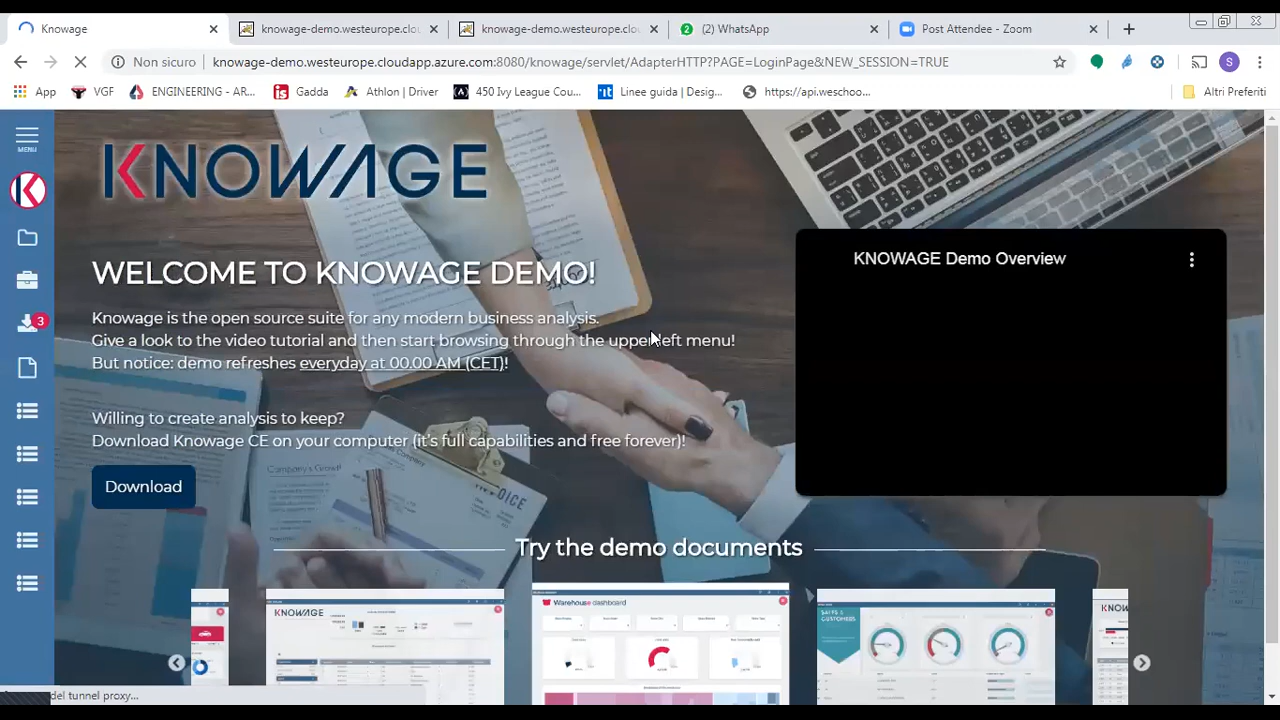 Knowage
knowage-demo.westeurope.clou
knowage-demo.westeurope.clou
(2) WhatsApp
Post Attendee - Zoom
Non sicuro
knowage-demo.westeurope.cloudapp.azure.com:8080/knowage/servlet/AdapterHTTP?PAGE=LoginPage&NEW_SESSION=TRUE
S
App
VGF
ENGINEERING - AR...
Gadda
Athlon | Driver
450 Ivy League Cou...
Linee guida | Desig...
https://api.weschoo...
Altri Preferiti
MENU
KNOWAGE
3
WELCOME TO KNOWAGE DEMO!
Knowage is the open source suite for any modern business analysis.
Give a look to the video tutorial and then start browsing through the upper left menu!
But notice: demo refreshes everyday at 00.00 AM (CET)!
Willing to create analysis to keep?
Download Knowage CE on your computer (it's full capabilities and free forever)!
Download
KNOWAGE Demo Overview
Try the demo documents
KNOWAGE
Warehouse dashboard
SALES &
CUSTOMERS
del tunnel proxy...